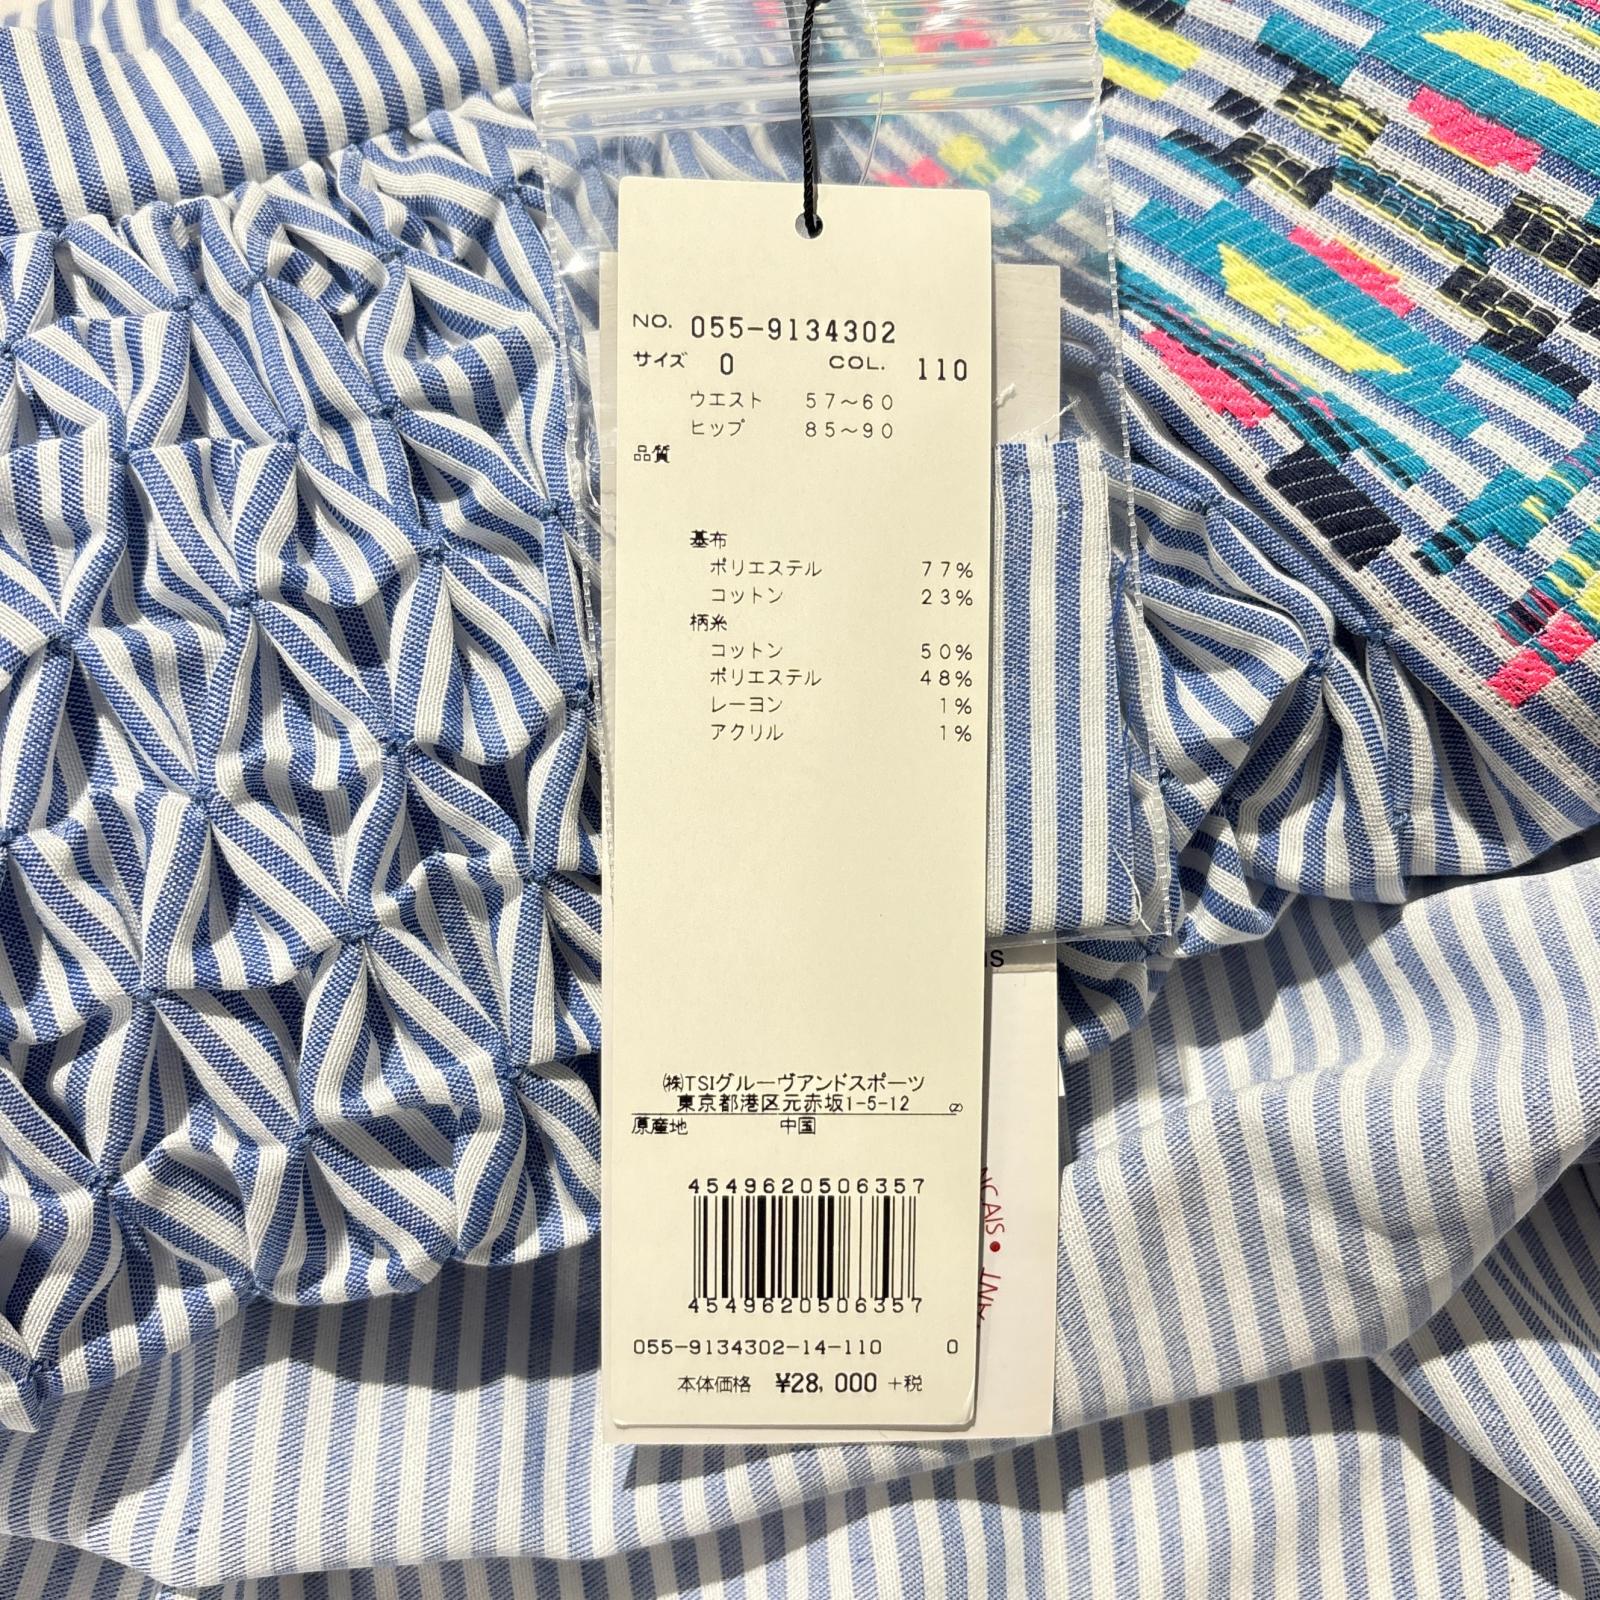 NO. 055-9134302
サイズ 0 COL. 110
ウエスト 57~60
ヒップ 85~90
品質
基布
ポリエステル 77%
コットン 23%
柄糸
コットン 50%
ポリエステル 48%
レーヨン 1%
アクリル 1%
㈱TSIグルーヴアンドスポーツ
東京都港区元赤坂1-5-12
原産地 中国
4549620506357
4549620506357
055-9134302-14-110 0
本体価格 ¥28,000 +税